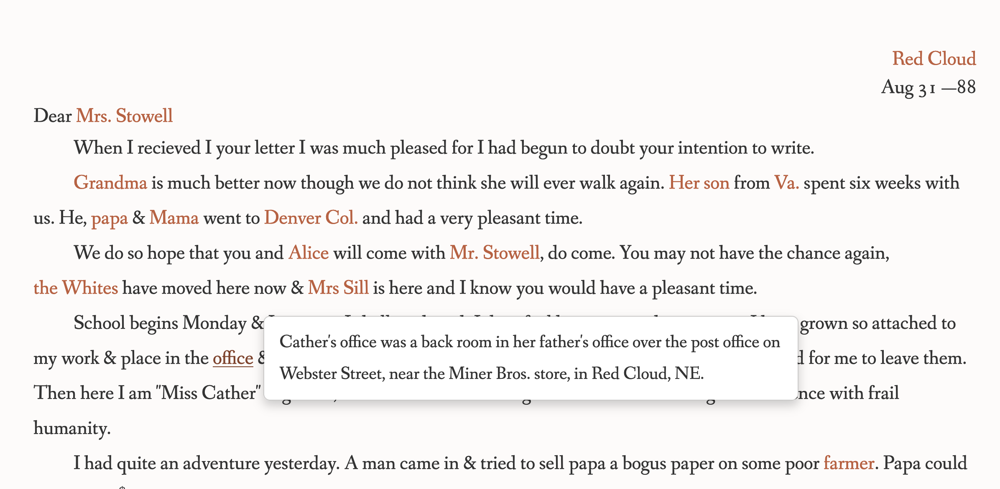 Red Cloud
Aug 31 —88
Dear Mrs. Stowell
When I recieved I your letter I was much pleased for I had begun to doubt your intention to write.
Grandma is much better now though we do not think she will ever walk again. Her son from Va. spent six weeks with
us. He, papa & Mama went to Denver Col. and had a very pleasant time.
We do so hope that you and Alice will come with Mr. Stowell, do come. You may not have the chance again,
the Whites have moved here now & Mrs Sill is here and I know you would have a pleasant time.
School begins Monday & grown so attached to
Cather's office was a back room in her father's office over the post office on
my work & place in the office & for me to leave them.
Webster Street, near the Miner Bros. store, in Red Cloud, NE.
Then here I am "Miss Cather" with frail
humanity.
I had quite an adventure yesterday. A man came in & tried to sell papa a bogus paper on some poor farmer. Papa could